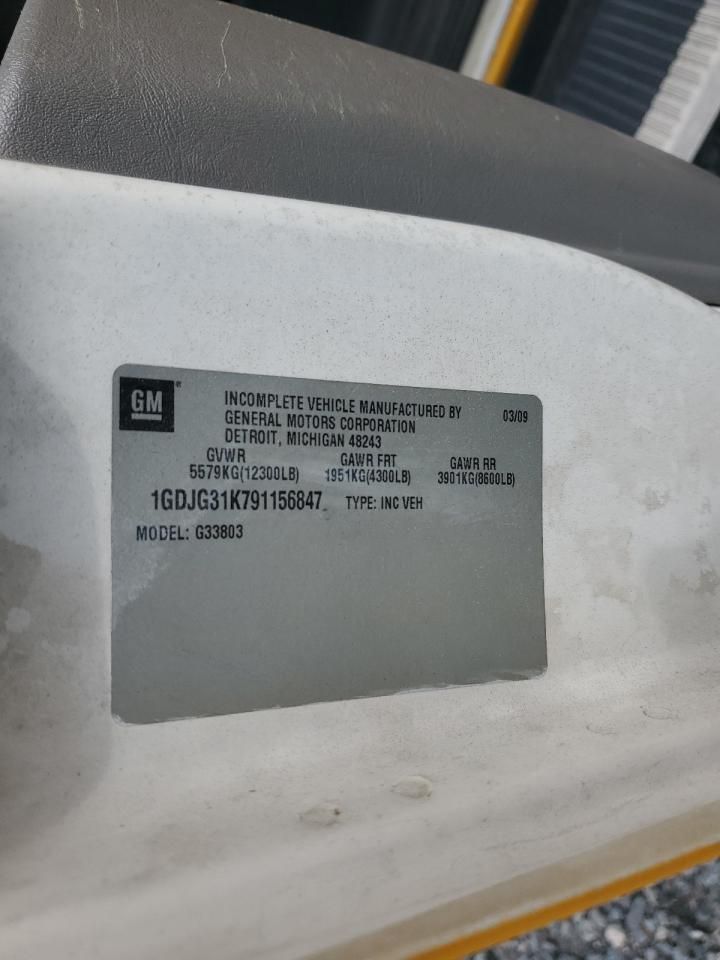 GM ®
INCOMPLETE VEHICLE MANUFACTURED BY 03/09
GENERAL MOTORS CORPORATION
DETROIT, MICHIGAN 48243
GVWR GAWR FRT GAWR RR
5579KG(12300LB) 1951KG(4300LB) 3901KG(8600LB)
1GDJG31K791156847 TYPE: INC VEH
MODEL: G33803